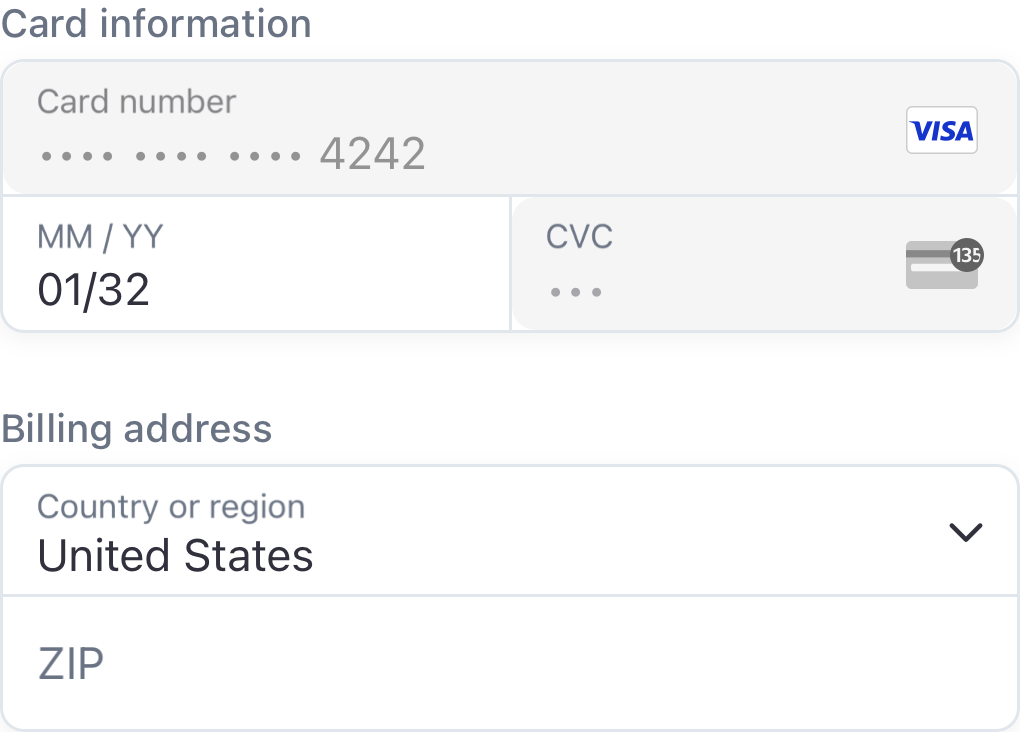 Card information
Card number
•••• •••• •••• 4242
VISA
MM / YY
01/32
CVC
•••
135
Billing address
Country or region
United States
ZIP